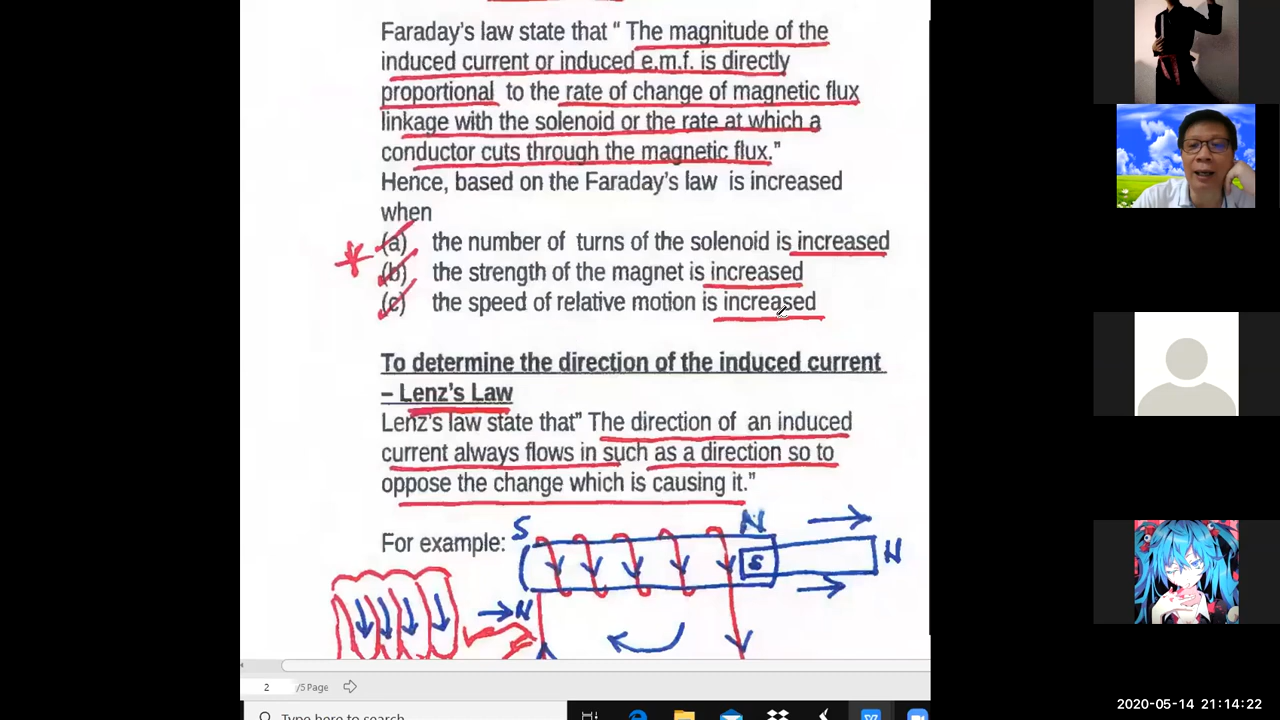 Faraday's law state that " The magnitude of the
induced current or induced e.m.f. is directly
proportional to the rate of change of magnetic flux
linkage with the solenoid or the rate at which a
conductor cuts through the magnetic flux."
Hence, based on the Faraday's law is increased
when
(a) the number of turns of the solenoid is increased
(b) the strength of the magnet is increased
(c) the speed of relative motion is increased
To determine the direction of the induced current
– Lenz's Law
Lenz's law state that" The direction of an induced
current always flows in such as a direction so to
oppose the change which is causing it."
For example:
S N
S N
N
2 /5Page
Type here to search
2020-05-14 21:14:22